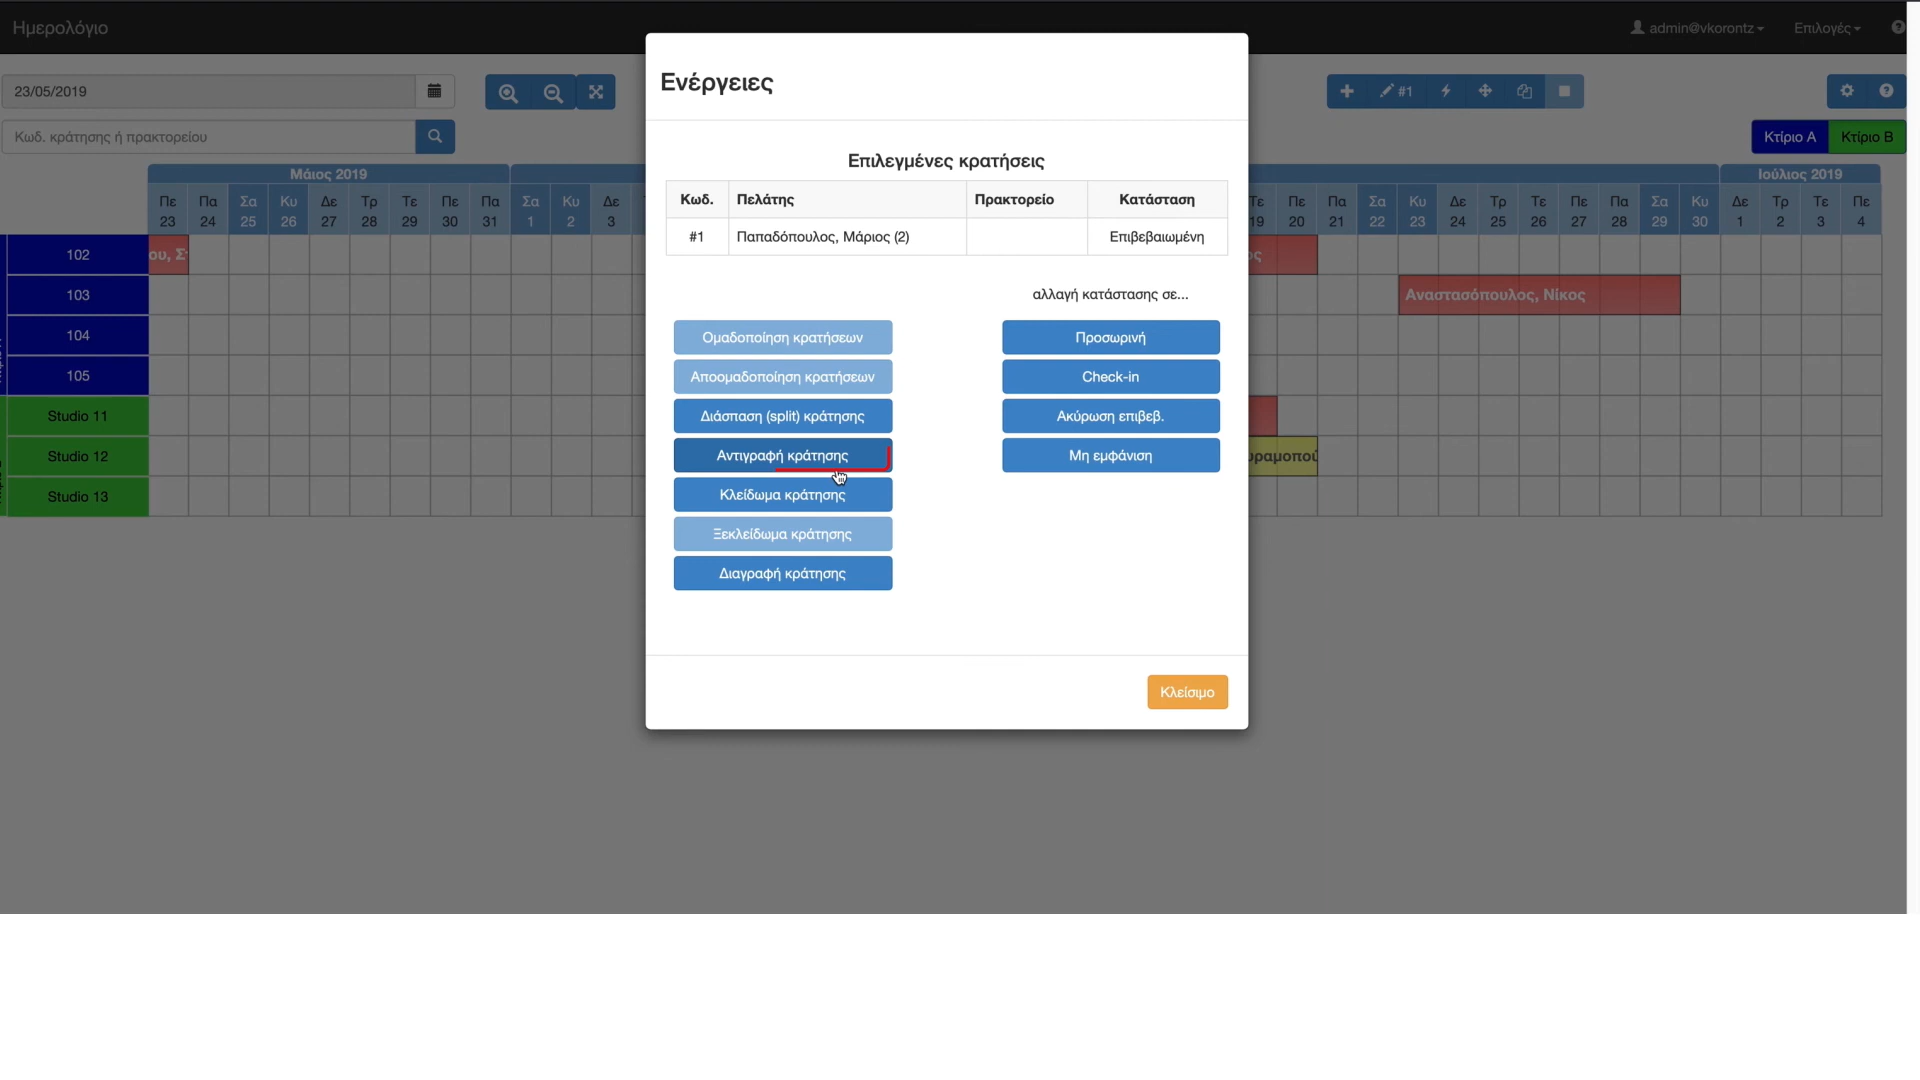 Ημερολόγιο
admin@vkorontz
Επιλογές
23/05/2019
#1
Κωδ. κράτησης ή πρακτορείου
Κτίριο Α
Κτίριο Β
Ενέργειες
Επιλεγμένες κρατήσεις
Κωδ. Πελάτης Πρακτορείο Κατάσταση
#1 Παπαδόπουλος, Μάριος (2) Επιβεβαιωμένη
αλλαγή κατάστασης σε...
Ομαδοποίηση κρατήσεων
Αποομαδοποίηση κρατήσεων
Διάσπαση (split) κράτησης
Αντιγραφή κράτησης
Κλείδωμα κράτησης
Ξεκλείδωμα κράτησης
Διαγραφή κράτησης
Προσωρινή
Check-in
Ακύρωση επιβεβ.
Μη εμφάνιση
Κλείσιμο
Μάιος 2019
Ιούλιος 2019
Πε Πα Σα Κυ Δε Τρ Τε Πε Πα Σα Κυ Δε
23 24 25 26 27 28 29 30 31 1 2 3
Τε Πε Πα Σα Κυ Δε Τρ Τε Πε Πα Σα Κυ Δε Τρ Τε Πε
19 20 21 22 23 24 25 26 27 28 29 30 1 2 3 4
102
103
Αναστασόπουλος, Νίκος
104
105
Studio 11
Studio 12
Studio 13